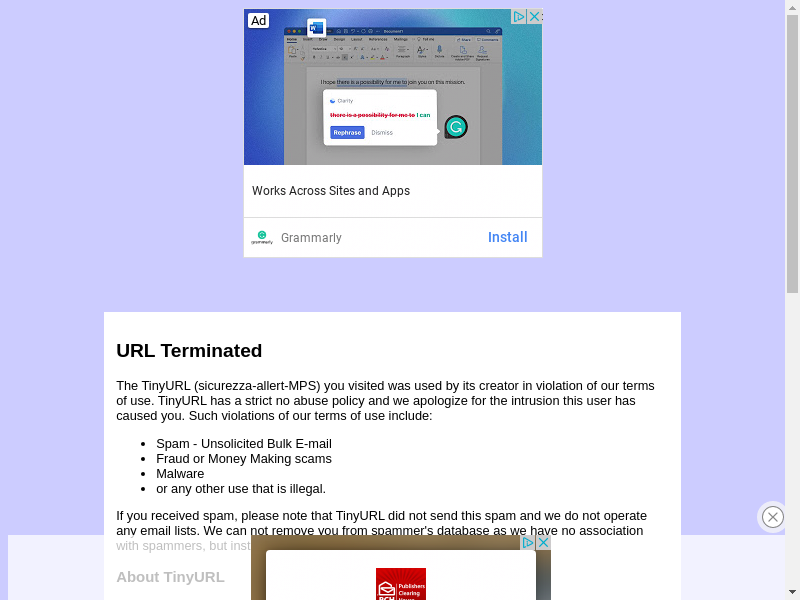 Ad
I hope there is a possibility for me to join you on this mission.
Clarity
there is a possibility for me to I can
Rephrase Dismiss
Works Across Sites and Apps
grammarly Grammarly Install
URL Terminated
The TinyURL (sicurezza-allert-MPS) you visited was used by its creator in violation of our terms
of use. TinyURL has a strict no abuse policy and we apologize for the intrusion this user has
caused you. Such violations of our terms of use include:
• Spam - Unsolicited Bulk E-mail
• Fraud or Money Making scams
• Malware
• or any other use that is illegal.
If you received spam, please note that TinyURL did not send this spam and we do not operate
any email lists. We can not remove you from spammer's database as we have no association
with spammers, but inst
About TinyURL
Publishers
Clearing